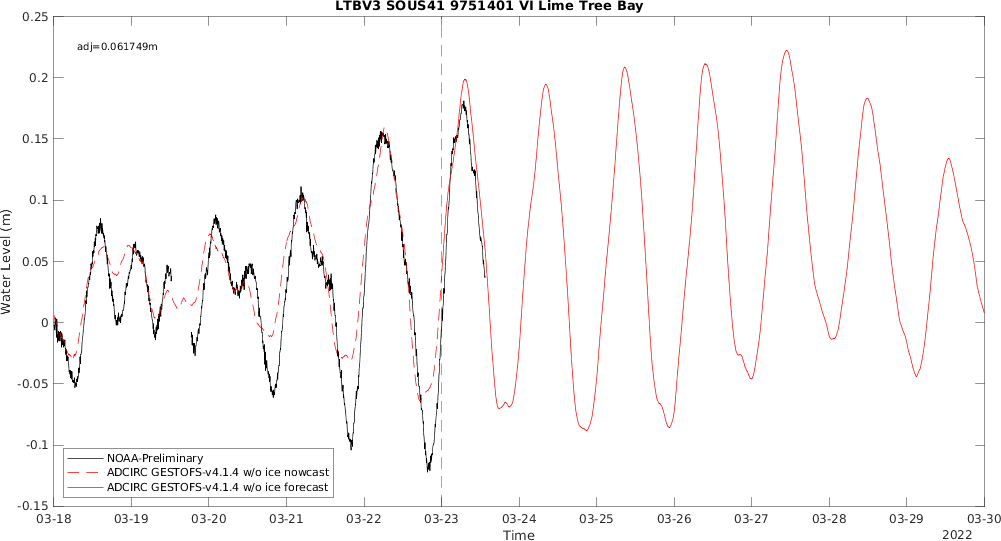 LTBV3 SOUS41 9751401 VI Lime Tree Bay
adj=0.061749m
0.25
0.2
0.15
0.1
0.05
0
-0.05
-0.1
-0.15
Water Level (m)
NOAA-Preliminary
ADCIRC GESTOFS-v4.1.4 w/o ice nowcast
ADCIRC GESTOFS-v4.1.4 w/o ice forecast
03-18 03-19 03-20 03-21 03-22 03-23 03-24 03-25 03-26 03-27 03-28 03-29 03-30
Time
2022